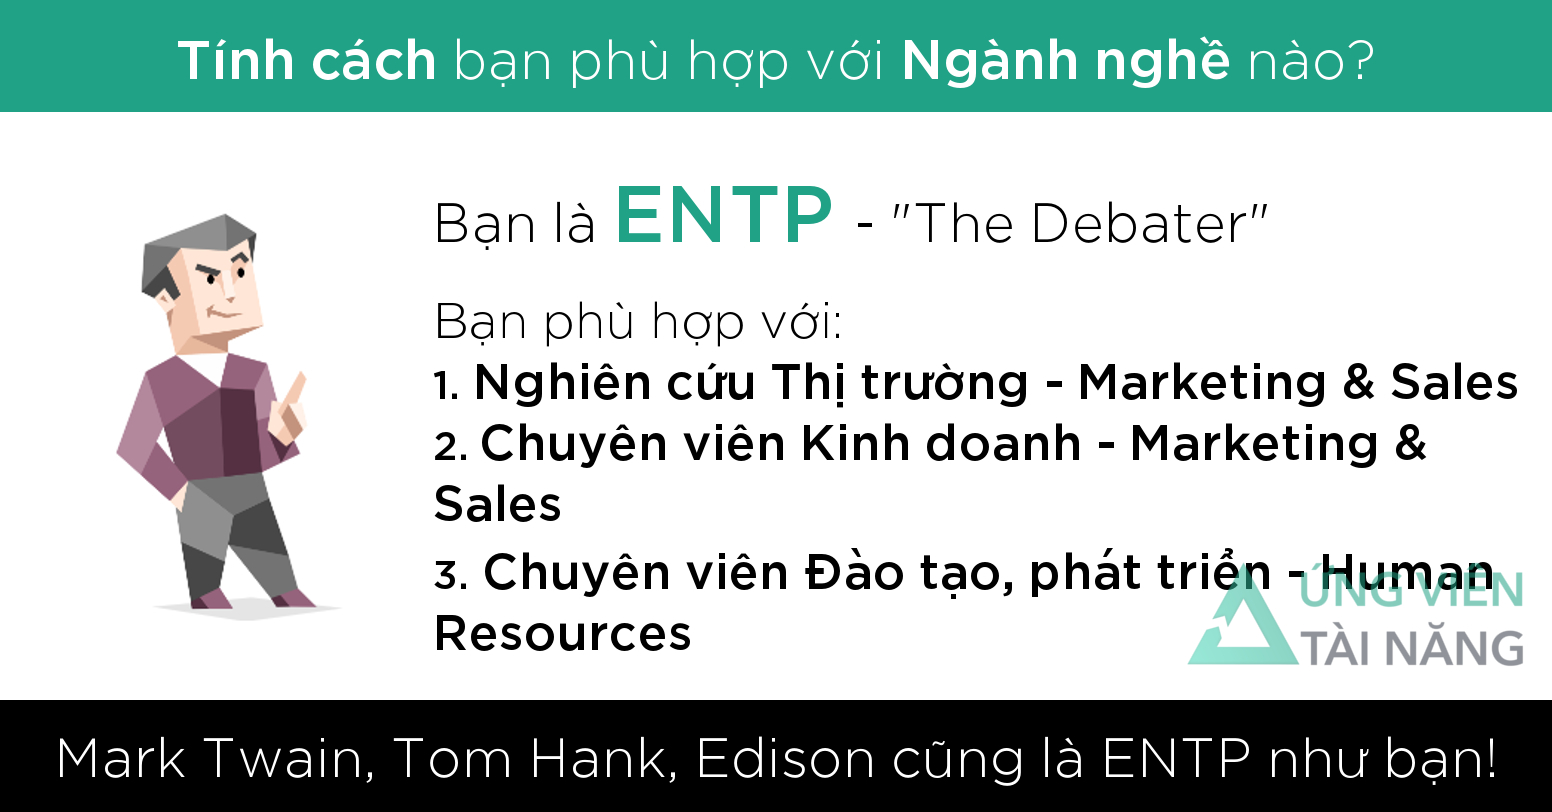 Tính cách bạn phù hợp với Ngành nghề nào?
Bạn là ENTP - "The Debater"
Bạn phù hợp với:
1. Nghiên cứu Thị trường - Marketing & Sales
2. Chuyên viên Kinh doanh - Marketing &
Sales
3. Chuyên viên Đào tạo, phát triển - Human
Resources
ỨNG VIÊN
TÀI NĂNG
Mark Twain, Tom Hank, Edison cũng là ENTP như bạn!